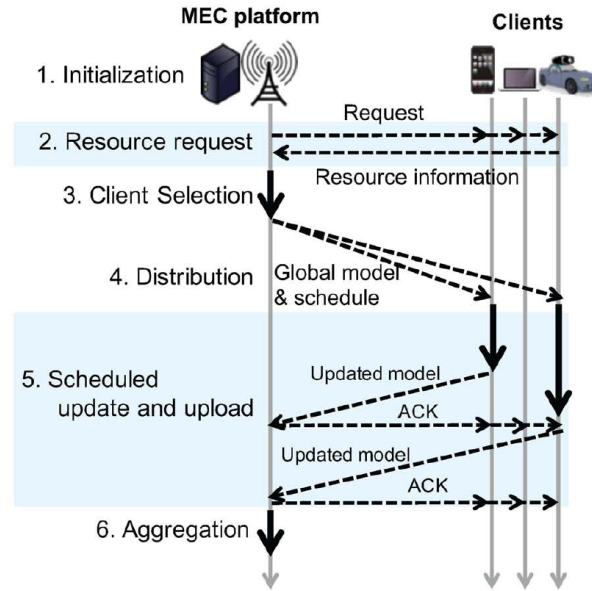 MEC platform
Clients
1. Initialization
Request
2. Resource request
Resource information
3. Client Selection
4. Distribution
Global model
& schedule
5. Scheduled
update and upload
Updated model
ACK
Updated model
ACK
6. Aggregation